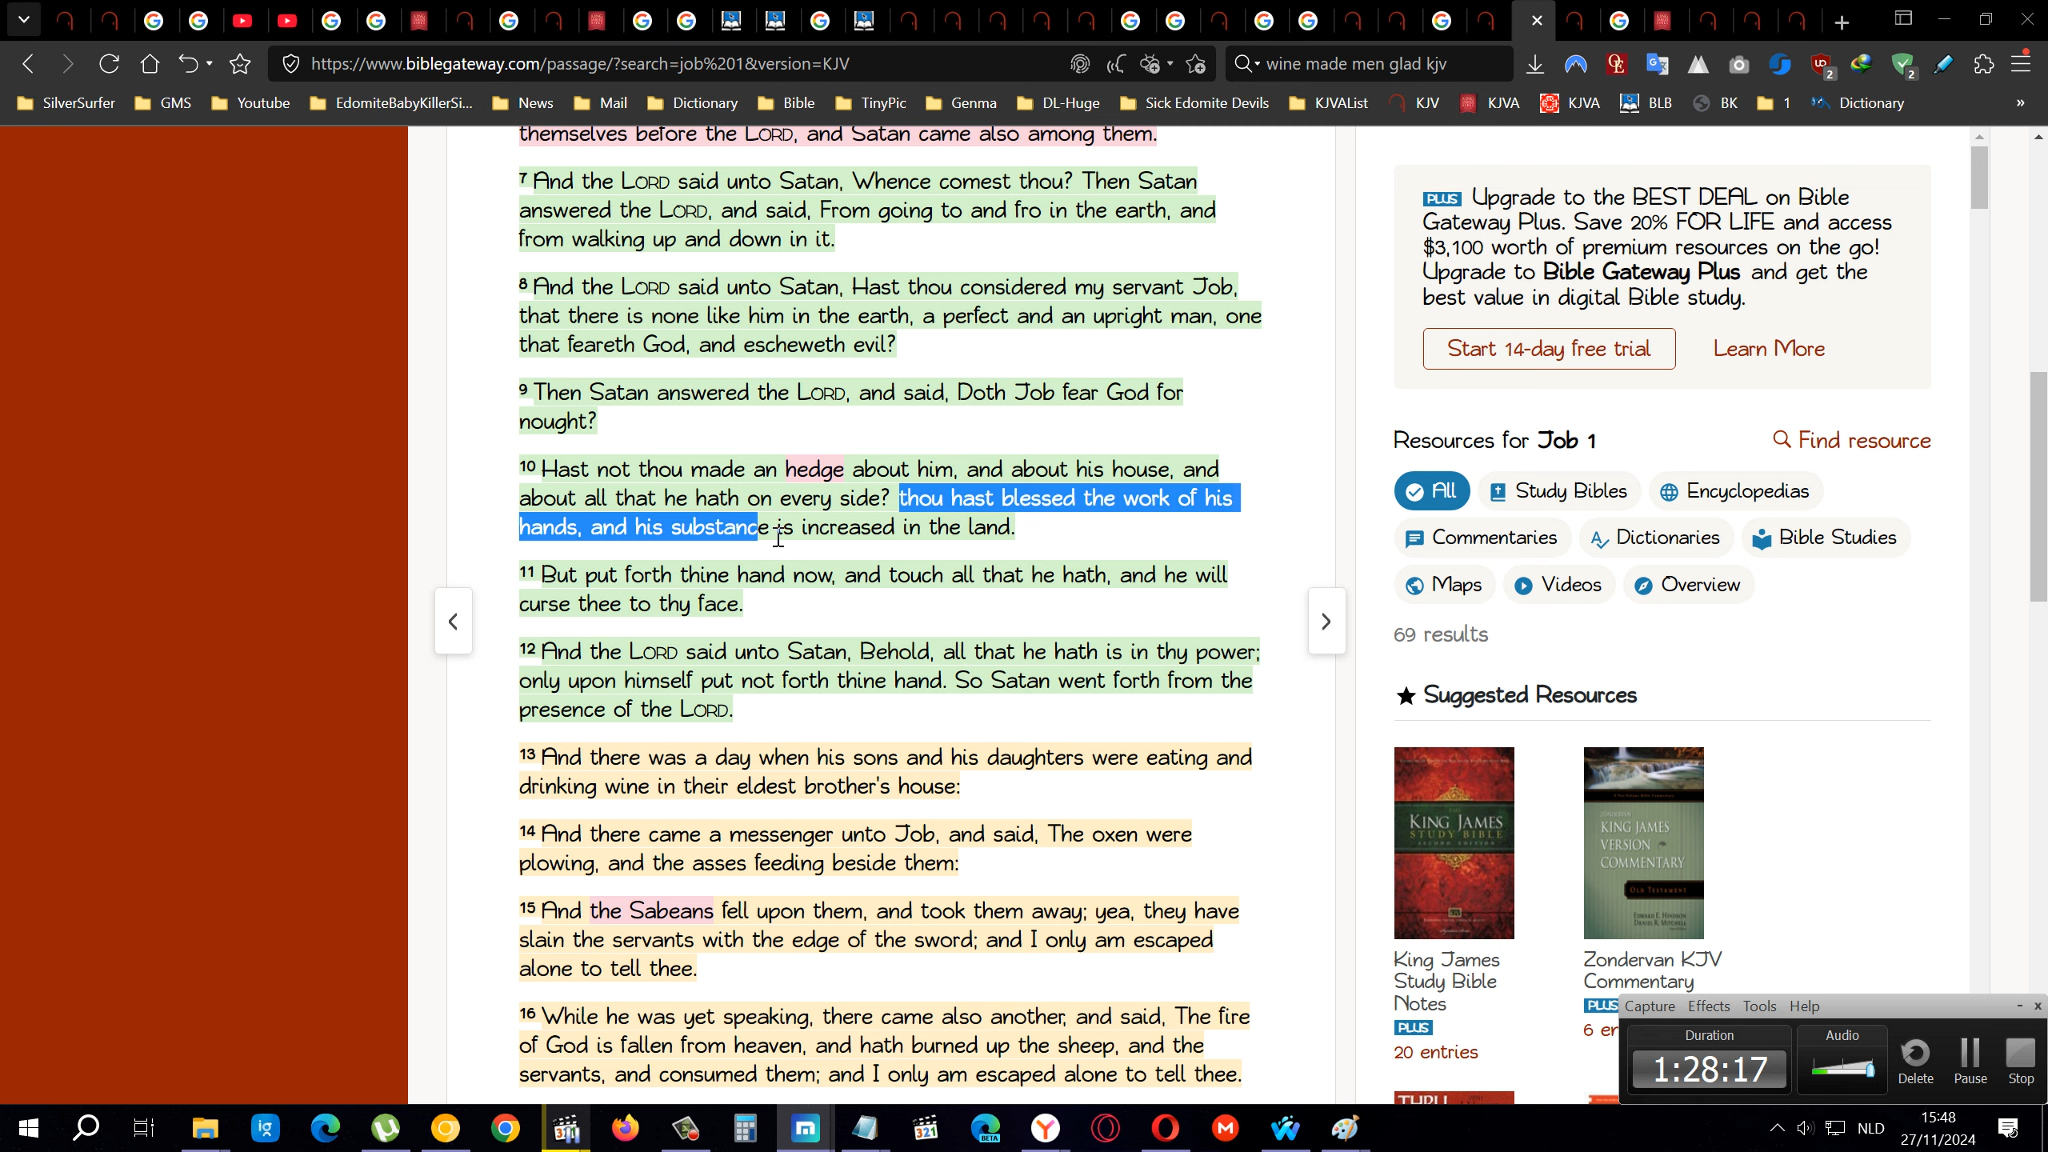 https://www.biblegateway.com/passage/?search=job%201&version=KJV
wine made men glad kjv
2
2
SilverSurfer
GMS
Youtube
EdomiteBabyKillerSi...
News
Mail
Dictionary
Bible
TinyPic
Genma
DL-Huge
Sick Edomite Devils
KJVAList
KJV
KJVA
KJVA
BLB
BK
1
Dictionary
»
themselves before the LORD, and Satan came also among them.
7 And the LORD said unto Satan, Whence comest thou? Then Satan
answered the LORD, and said, From going to and fro in the earth, and
from walking up and down in it.
8 And the LORD said unto Satan, Hast thou considered my servant Job,
that there is none like him in the earth, a perfect and an upright man, one
that feareth God, and escheweth evil?
9 Then Satan answered the LORD, and said, Doth Job fear God for
nought?
10 Hast not thou made an hedge about him, and about his house, and
about all that he hath on every side? thou hast blessed the work of his
hands, and his substance is increased in the land.
11 But put forth thine hand now, and touch all that he hath, and he will
curse thee to thy face.
12 And the LORD said unto Satan, Behold, all that he hath is in thy power;
only upon himself put not forth thine hand. So Satan went forth from the
presence of the LORD.
13 And there was a day when his sons and his daughters were eating and
drinking wine in their eldest brother's house:
14 And there came a messenger unto Job, and said, The oxen were
plowing, and the asses feeding beside them:
15 And the Sabeans fell upon them, and took them away; yea, they have
slain the servants with the edge of the sword; and I only am escaped
alone to tell thee.
16 While he was yet speaking, there came also another, and said, The fire
of God is fallen from heaven, and hath burned up the sheep, and the
servants, and consumed them; and I only am escaped alone to tell thee.
PLUS Upgrade to the BEST DEAL on Bible
Gateway Plus. Save 20% FOR LIFE and access
$3,100 worth of premium resources on the go!
Upgrade to Bible Gateway Plus and get the
best value in digital Bible study.
Start 14-day free trial
Learn More
Resources for Job 1
Find resource
All
Study Bibles
Encyclopedias
Commentaries
Dictionaries
Bible Studies
Maps
Videos
Overview
69 results
Suggested Resources
KING JAMES
STUDY BIBLE
SECOND EDITION
KING JAMES
VERSION
COMMENTARY
OLD TESTAMENT
King James
Study Bible
Notes
PLUS
20 entries
Zondervan KJV
Commentary
PLUS
6 en
THRU
Capture Effects Tools Help
Duration
1:28:17
Audio
Delete
Pause
Stop
ig
311
321
BETA
NLD
15:48
27/11/2024